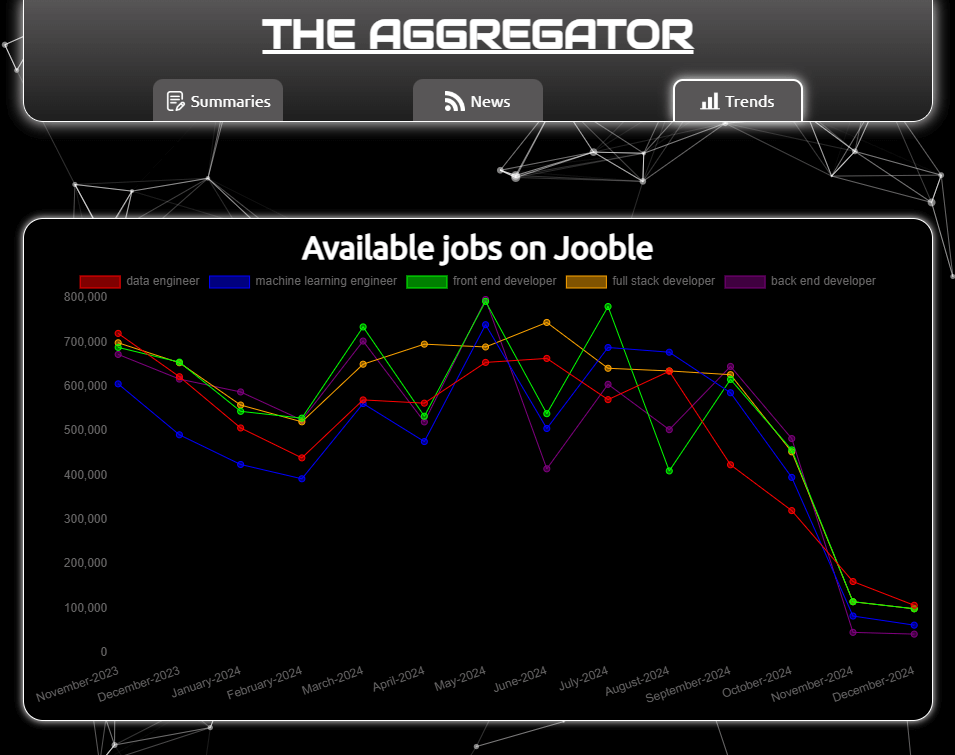 THE AGGREGATOR
Summaries
News
Trends
Available jobs on Jooble
data engineer machine learning engineer front end developer full stack developer back end developer
800,000
700,000
600,000
500,000
400,000
300,000
200,000
100,000
0
November-2023
December-2023
January-2024
February-2024
March-2024
April-2024
May-2024
June-2024
July-2024
August-2024
September-2024
October-2024
November-2024
December-2024